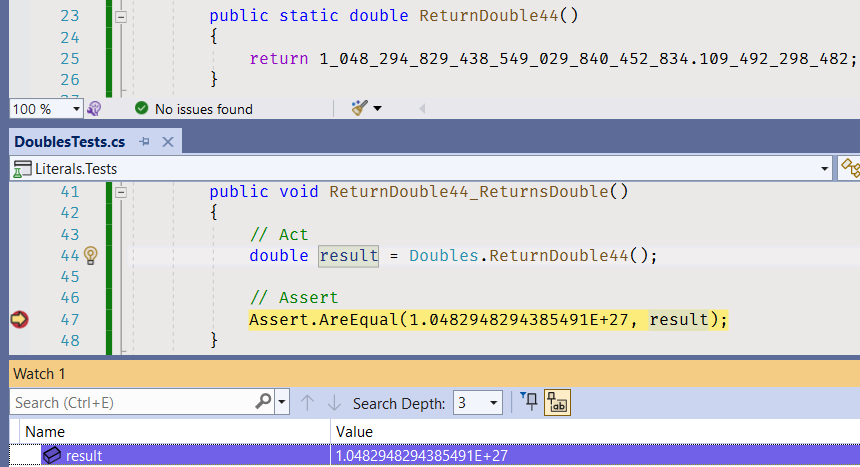 23 public static double ReturnDouble44()
24 {
25 return 1_048_294_829_438_549_029_840_452_834.109_492_298_482;
26 }
100 % No issues found
DoublesTests.cs
Literals.Tests
41 public void ReturnDouble44_ReturnsDouble()
42 {
43 // Act
44 double result = Doubles.ReturnDouble44();
45
46 // Assert
47 Assert.AreEqual(1.0482948294385491E+27, result);
48 }
Watch 1
Search (Ctrl+E) Search Depth: 3
Name Value
result 1.0482948294385491E+27